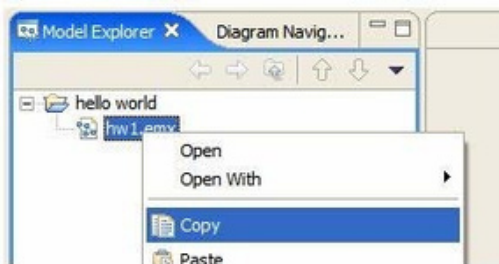 Model Explorer
Diagram Navig...
hello world
hw1.emx
Open
Open With
Copy
Paste